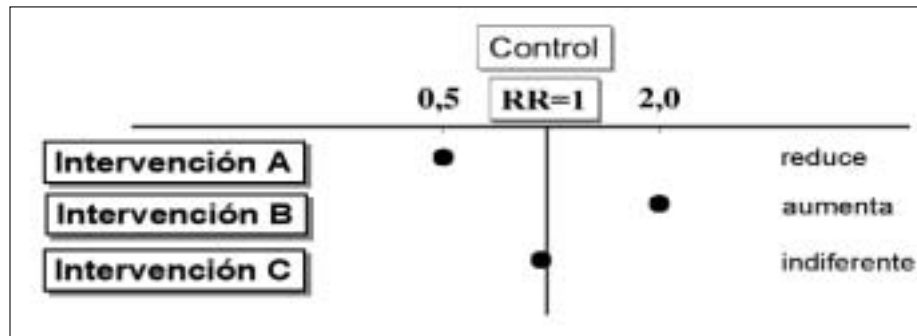 Control
0,5 RR=1 2,0
Intervención A reduce
Intervención B aumenta
Intervención C indiferente